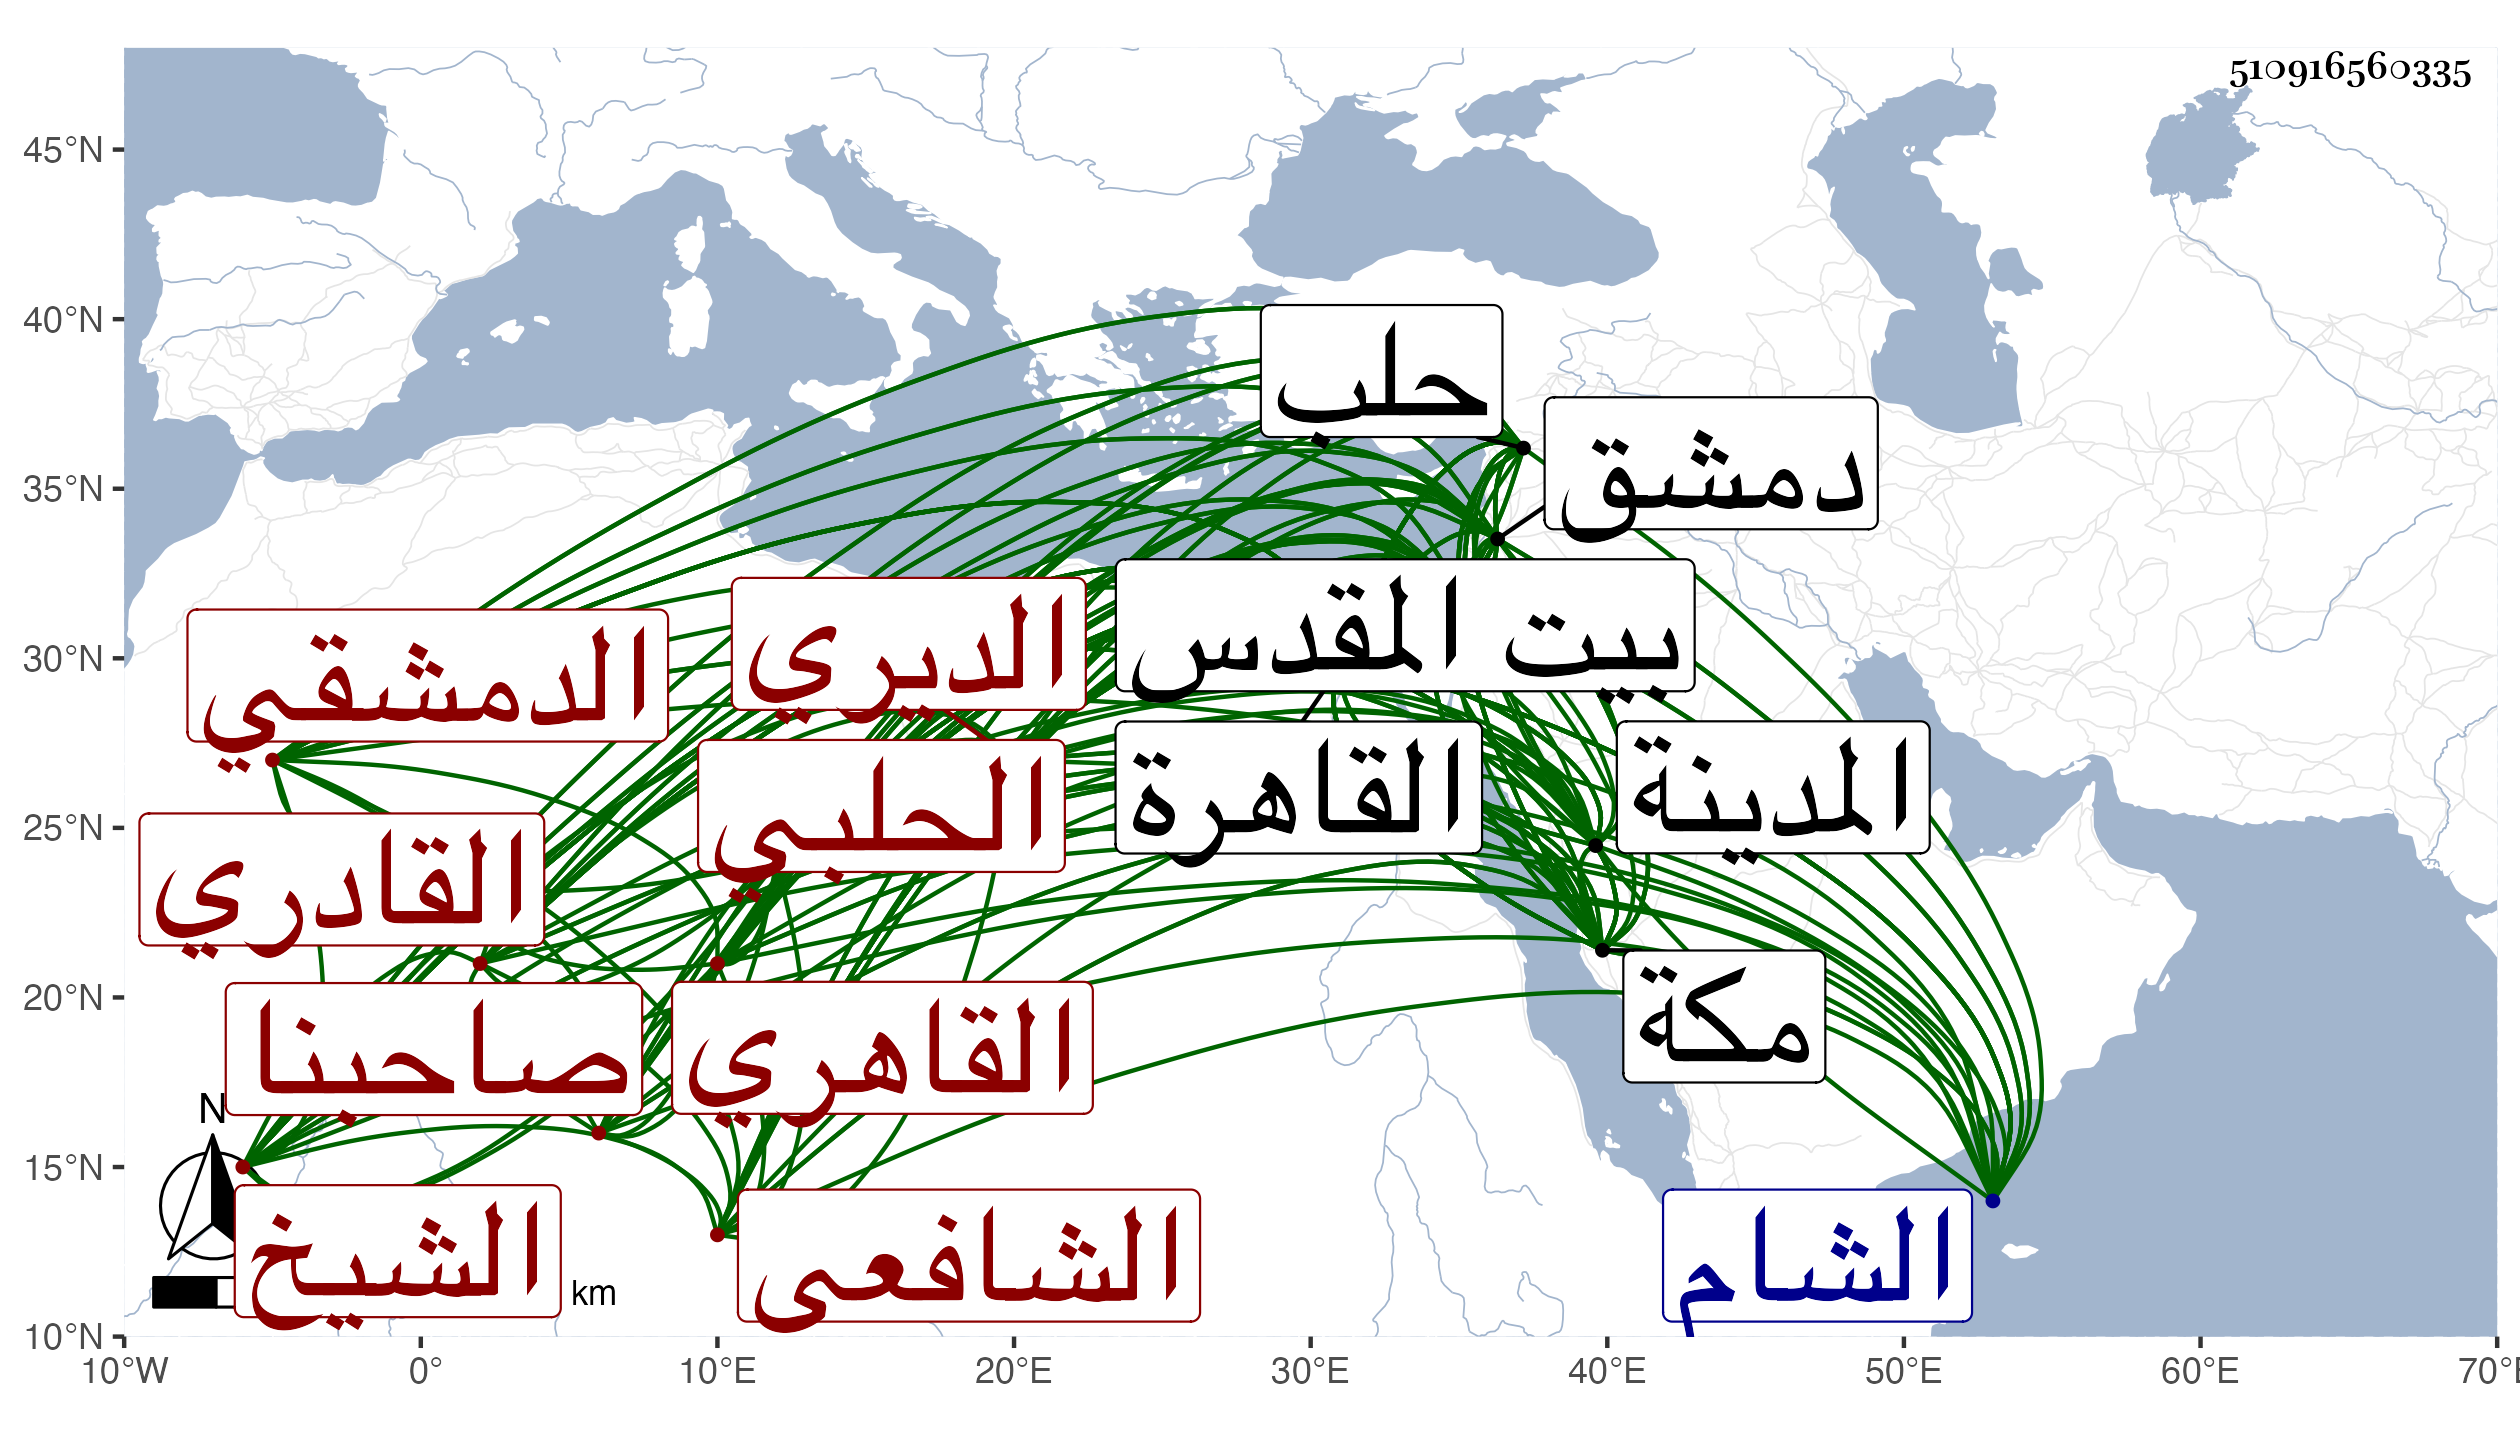 510916560335
45°N
40°N
35°N
30°N
25°N
20°N
15°N
10°N
حلب
دمشق
بيت المقدس
الديري
الدمشقي
المدينة
القاهرة
الحلبي
القادري
مكة
القاهري
صاحبنا
N
الشام
الشافعي
الشيخ
km
10°W 0° 10°E 20°E 30°E 40°E 50°E 60°E 70°E